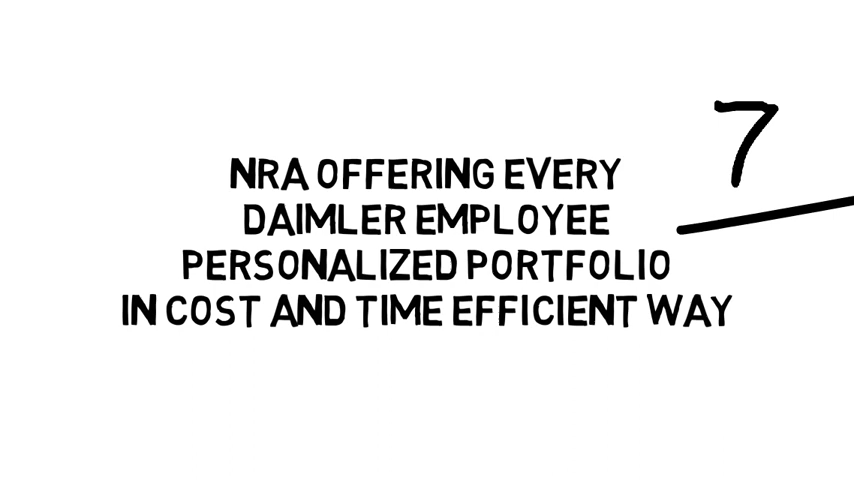 7
NRA OFFERING EVERY
DAIMLER EMPLOYEE
PERSONALIZED PORTFOLIO
IN COST AND TIME EFFICIENT WAY